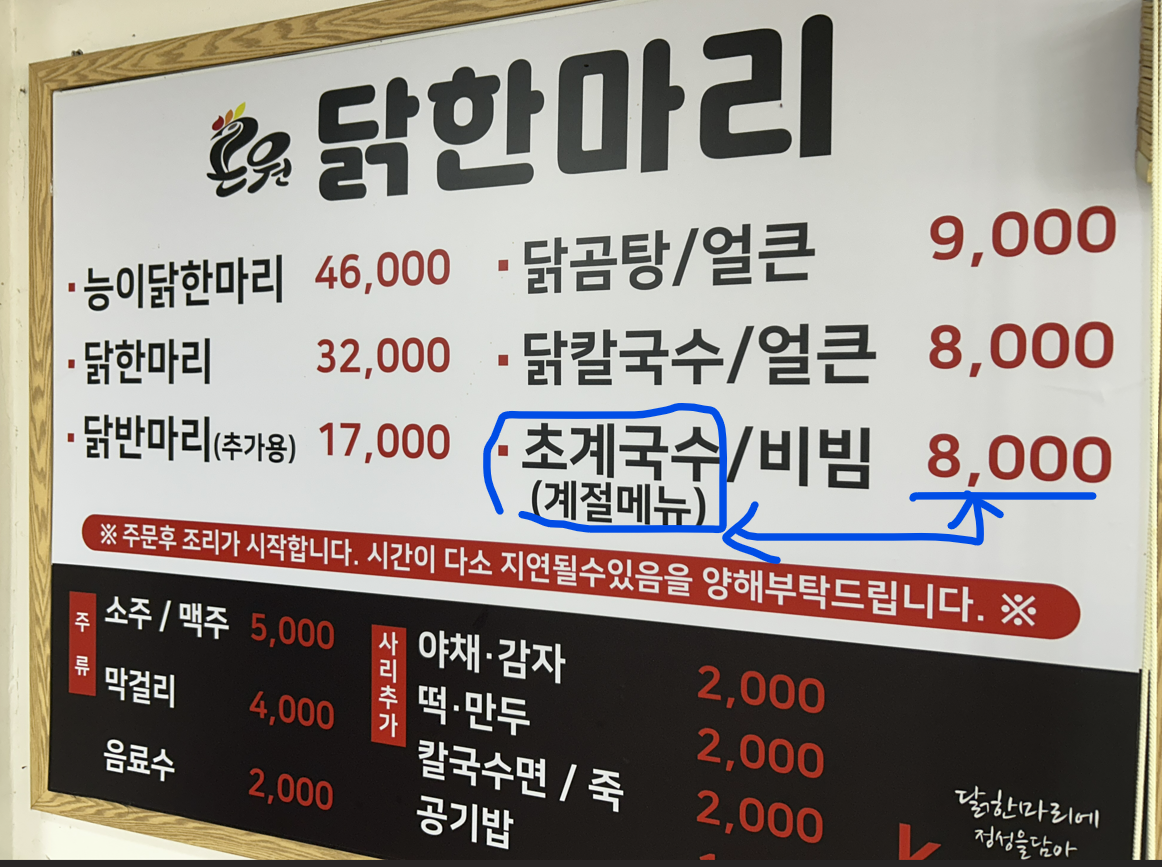 온원 닭한마리
· 능이닭한마리 46,000
· 닭한마리 32,000
· 닭반마리(추가용) 17,000
· 닭곰탕/얼큰 9,000
· 닭칼국수/얼큰 8,000
· 초계국수/비빔 8,000
(계절메뉴)
※ 주문후 조리가 시작합니다. 시간이 다소 지연될수있음을 양해부탁드립니다. ※
주류
소주 / 맥주 5,000
막걸리 4,000
음료수 2,000
사리추가
야채·감자 2,000
떡·만두 2,000
칼국수면 / 죽 2,000
공기밥
닭한마리에
정성을담아